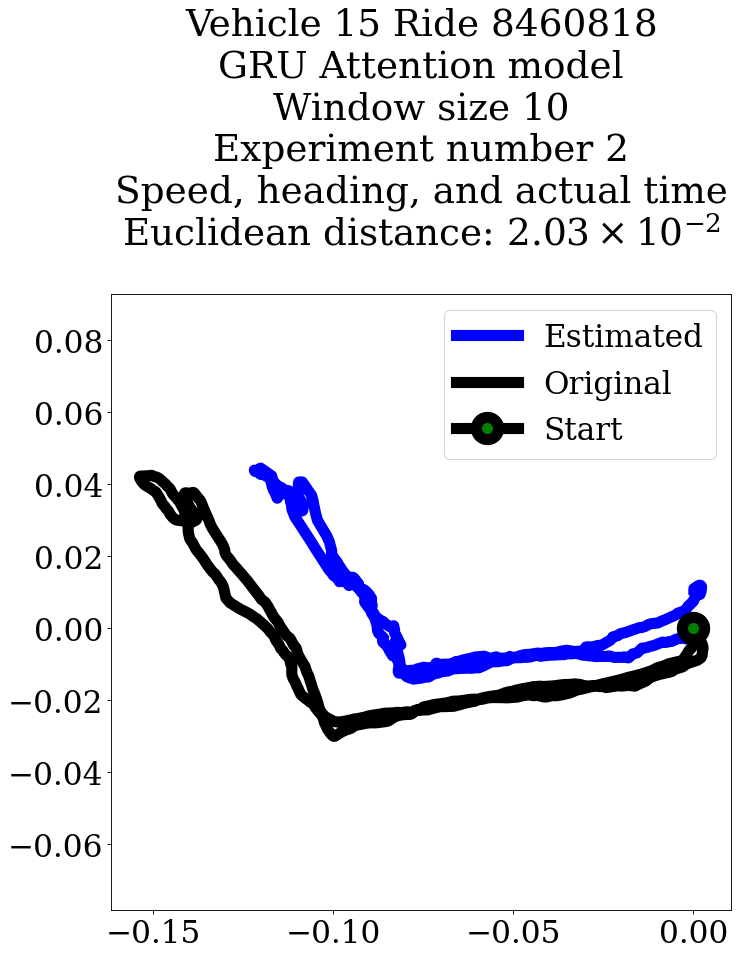 Vehicle 15 Ride 8460818
GRU Attention model
Window size 10
Experiment number 2
Speed, heading, and actual time
Euclidean distance: 2.03 × 10⁻²
Estimated
Original
Start
0.08
0.06
0.04
0.02
0.00
−0.02
−0.04
−0.06
−0.15 −0.10 −0.05 0.00